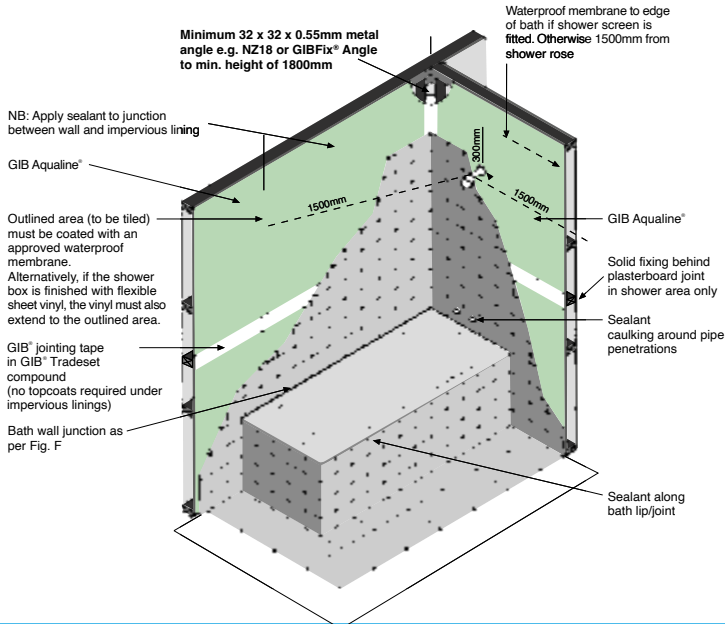 Waterproof membrane to edge
of bath if shower screen is
fitted. Otherwise 1500mm from
shower rose
Minimum 32 x 32 x 0.55mm metal
angle e.g. NZ18 or GIBFix® Angle
to min. height of 1800mm
NB: Apply sealant to junction
between wall and impervious lining
GIB Aqualine®
300mm
1500mm
1500mm
Outlined area (to be tiled)
must be coated with an
approved waterproof
membrane.
Alternatively, if the shower
box is finished with flexible
sheet vinyl, the vinyl must also
extend to the outlined area.
GIB Aqualine®
Solid fixing behind
plasterboard joint
in shower area only
Sealant
caulking around pipe
penetrations
GIB® jointing tape
in GIB® Tradeset
compound
(no topcoats required under
impervious linings)
Bath wall junction as
per Fig. F
Sealant along
bath lip/joint